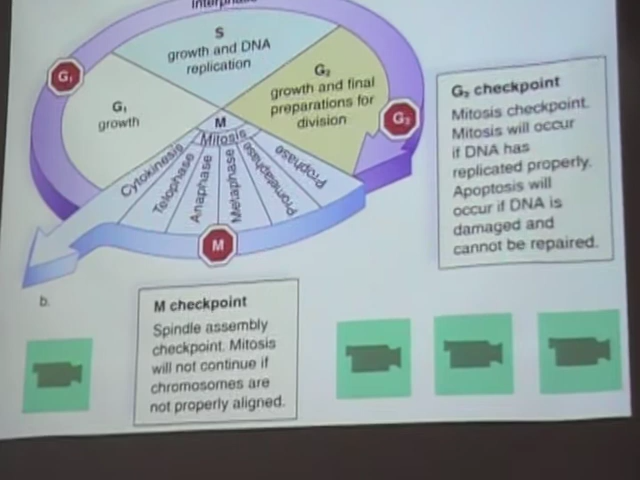 Interphase
S
growth and DNA
replication
G₁
G₁
growth
G₂
growth and final
preparations for
division
G₂
M
Mitosis
Cytokinesis
Telophase
Anaphase
Metaphase
Prometaphase
Prophase
M
G₂ checkpoint
Mitosis checkpoint.
Mitosis will occur
if DNA has
replicated properly.
Apoptosis will
occur if DNA is
damaged and
cannot be repaired.
b.
M checkpoint
Spindle assembly
checkpoint. Mitosis
will not continue if
chromosomes are
not properly aligned.